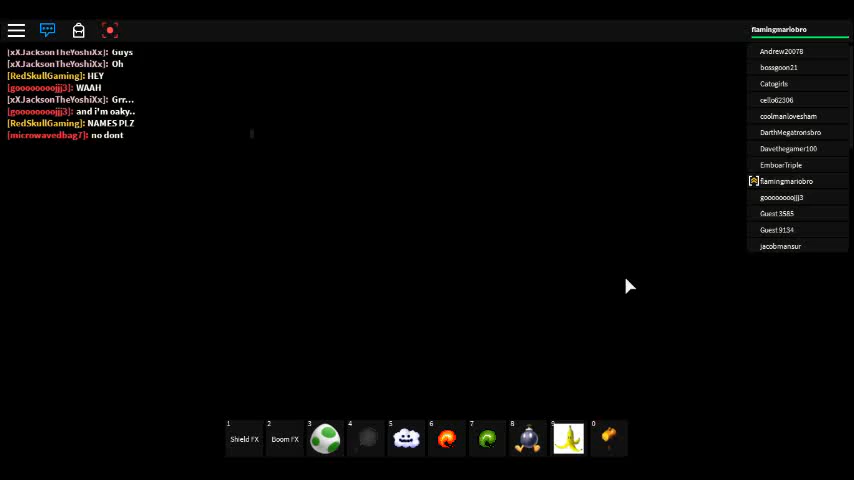 flamingmariobro
[xXJacksonTheYoshiXx]: Guys
[xXJacksonTheYoshiXx]: Oh
[RedSkullGaming]: HEY
[goooooooojjj3]: WAAH
[xXJacksonTheYoshiXx]: Grr...
[goooooooojjj3]: and i'm oaky..
[RedSkullGaming]: NAMES PLZ
[microwavedbag7]: no dont
Andrew20078
bossgoon21
Catogirls
cello62306
coolmanlovesham
DarthMegatronsbro
Davethegamer100
EmboarTriple
flamingmariobro
goooooooojjj3
Guest 3585
Guest 9134
jacobmansur
1 2 3 4 5 6 7 8 9 0
Shield FX Boom FX